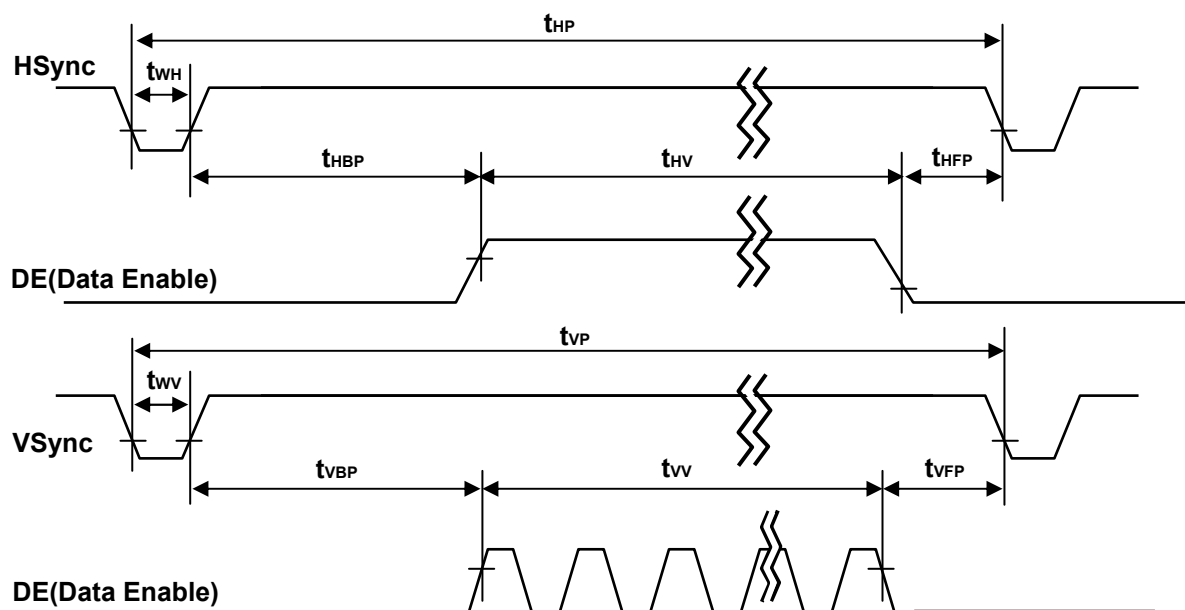 tHP
HSync
tWH
tHBP
tHV
tHFP
DE(Data Enable)
tVP
tWV
VSync
tVBP
tVV
tVFP
DE(Data Enable)